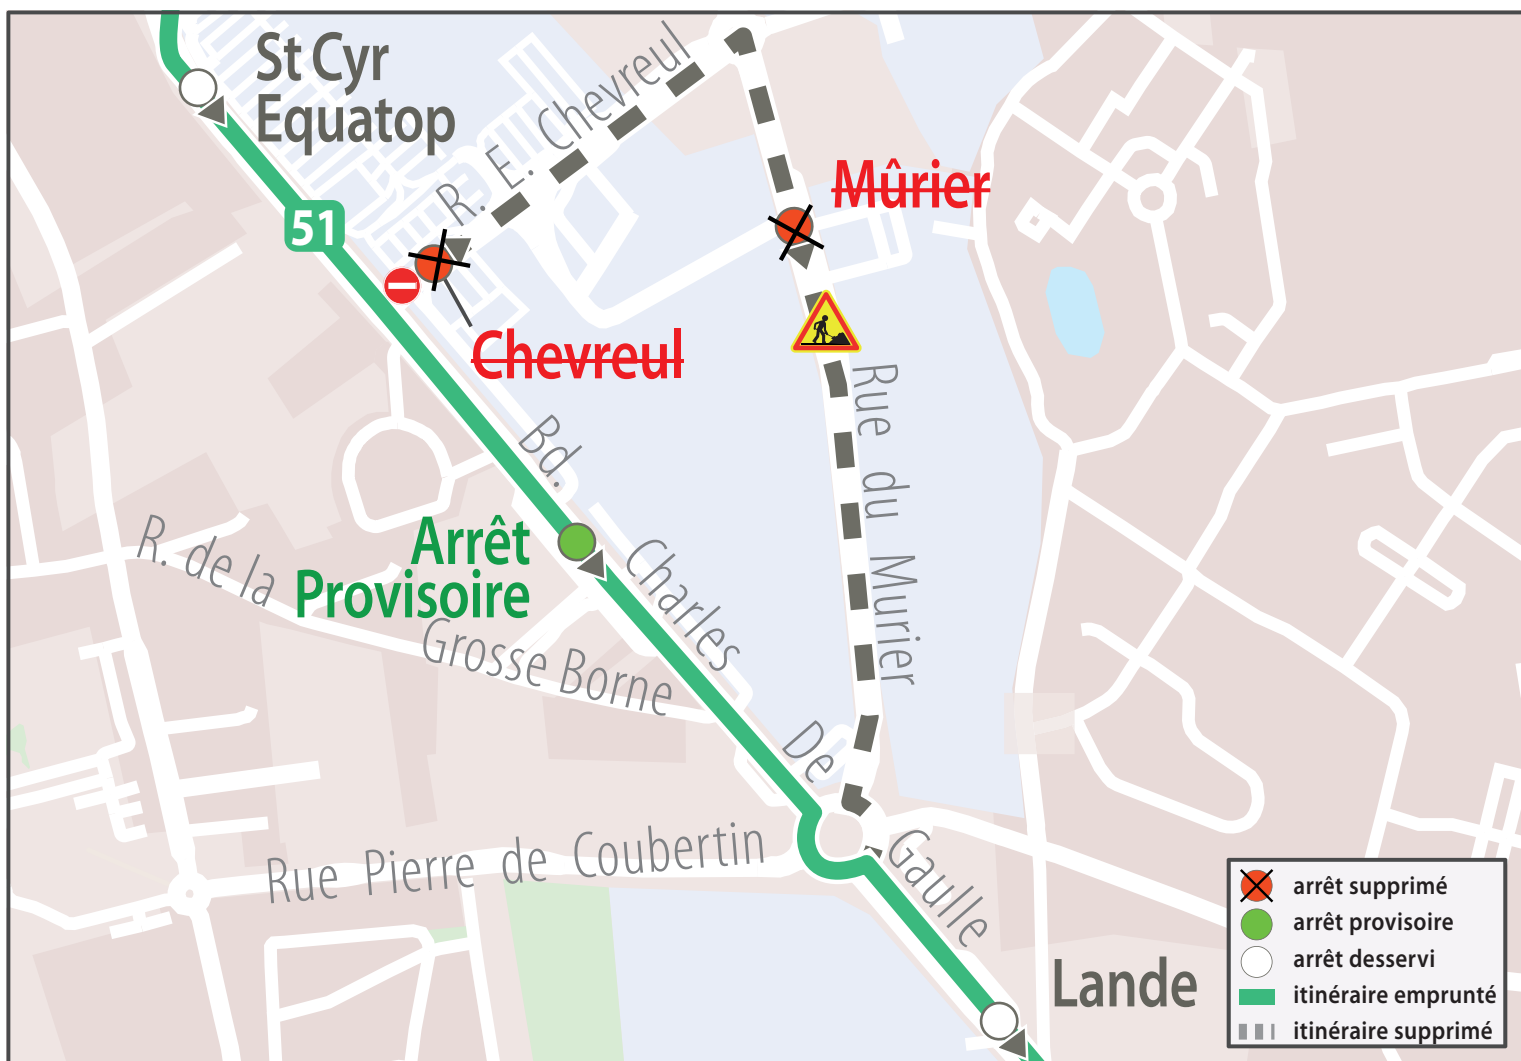 St Cyr
Equatop
R. E. Chevreul
Mûrier
51
Chevreul
Rue du Murier
Bd. Charles De Gaulle
Arrêt
Provisoire
R. de la Grosse Borne
Rue Pierre de Coubertin
Lande
arrêt supprimé
arrêt provisoire
arrêt desservi
itinéraire emprunté
itinéraire supprimé